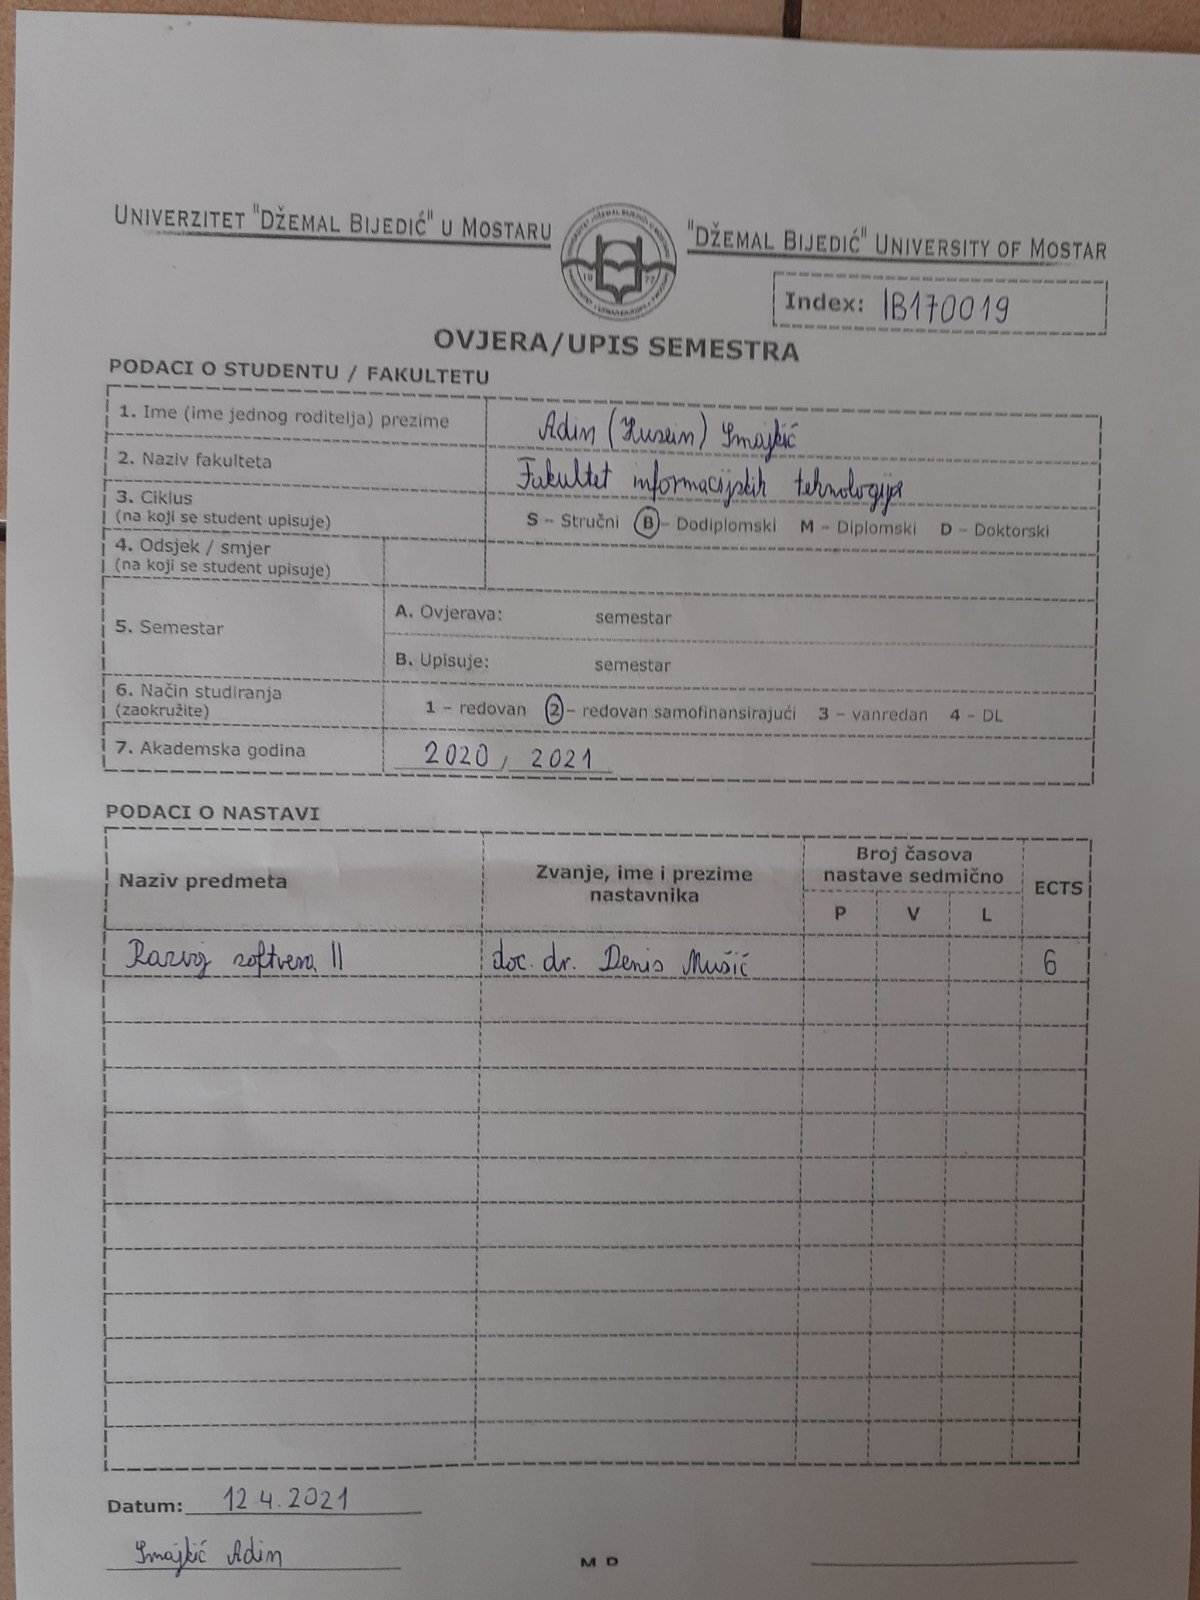 UNIVERZITET "DŽEMAL BIJEDIĆ" U MOSTARU
"DŽEMAL BIJEDIĆ" UNIVERSITY OF MOSTAR
Index: IB170019
OVJERA/UPIS SEMESTRA
PODACI O STUDENTU / FAKULTETU
1. Ime (ime jednog roditelja) prezime Adin (Husein) Smajkić
2. Naziv fakulteta Fakultet informacijskih tehnologija
3. Ciklus
(na koji se student upisuje) S - Stručni B - Dodiplomski M - Diplomski D - Doktorski
4. Odsjek / smjer
(na koji se student upisuje)
5. Semestar
A. Ovjerava: semestar
B. Upisuje: semestar
6. Način studiranja
(zaokružite) 1 - redovan 2 - redovan samofinansirajući 3 - vanredan 4 - DL
7. Akademska godina 2020 / 2021
PODACI O NASTAVI
Naziv predmeta
Zvanje, ime i prezime
nastavnika
Broj časova
nastave sedmično
P V L
ECTS
Razvoj softvera II doc. dr. Denis Mušić 6
Datum: 12.4.2021
Smajkić Adin
M D